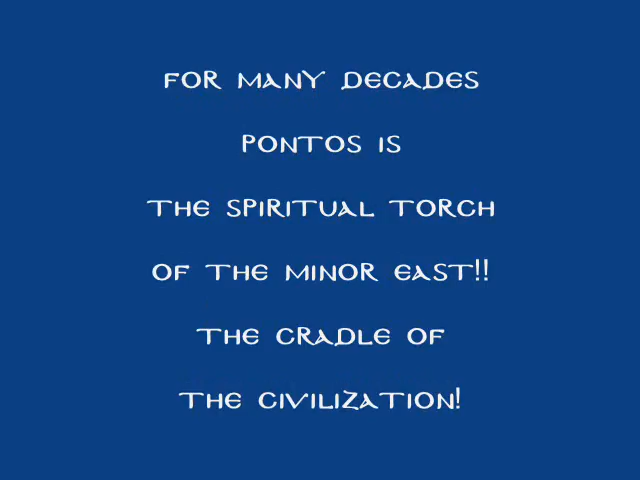 FOR MANY DECADES
PONTOS IS
THE SPIRITUAL TORCH
OF THE MINOR EAST!!
THE CRADLE OF
THE CIVILIZATION!